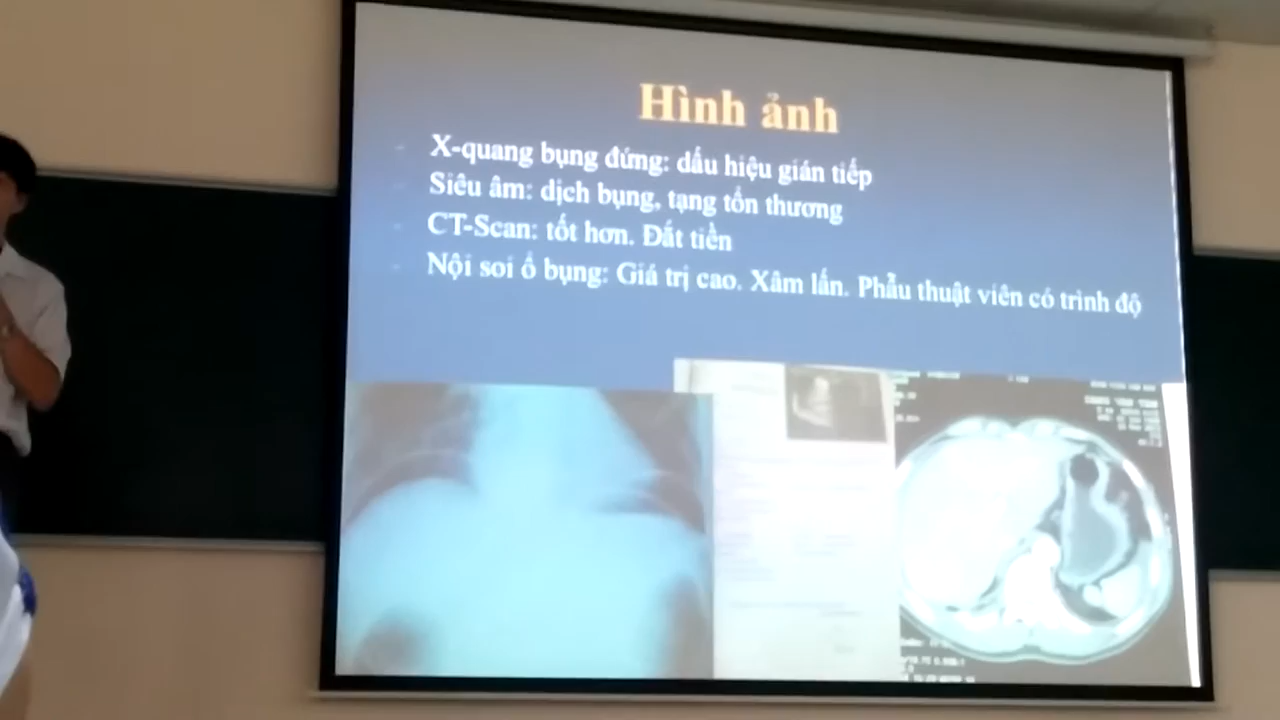 Hình ảnh
- X-quang bụng đứng: dấu hiệu gián tiếp
- Siêu âm: dịch bụng, tạng tổn thương
- CT-Scan: tốt hơn. Đắt tiền
- Nội soi ổ bụng: Giá trị cao. Xâm lấn. Phẫu thuật viên có trình độ